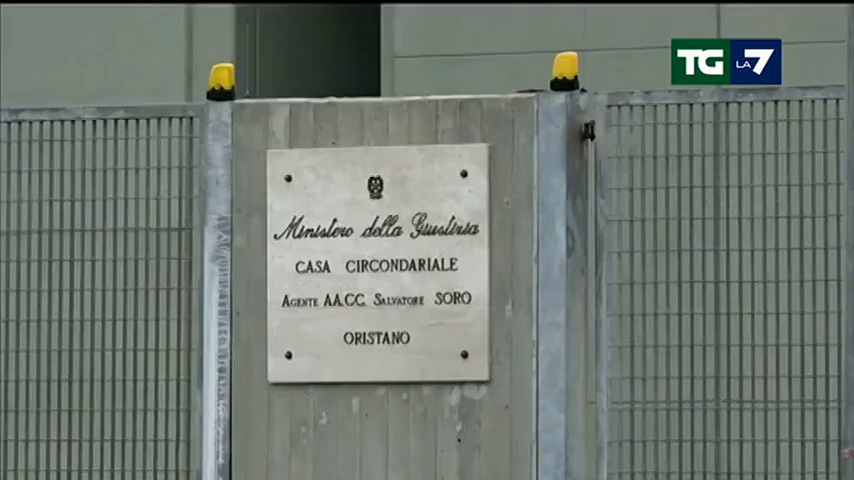 TG LA7
Ministero della Giustizia
CASA CIRCONDARIALE
AGENTE AA.CC. SALVATORE SORO
ORISTANO